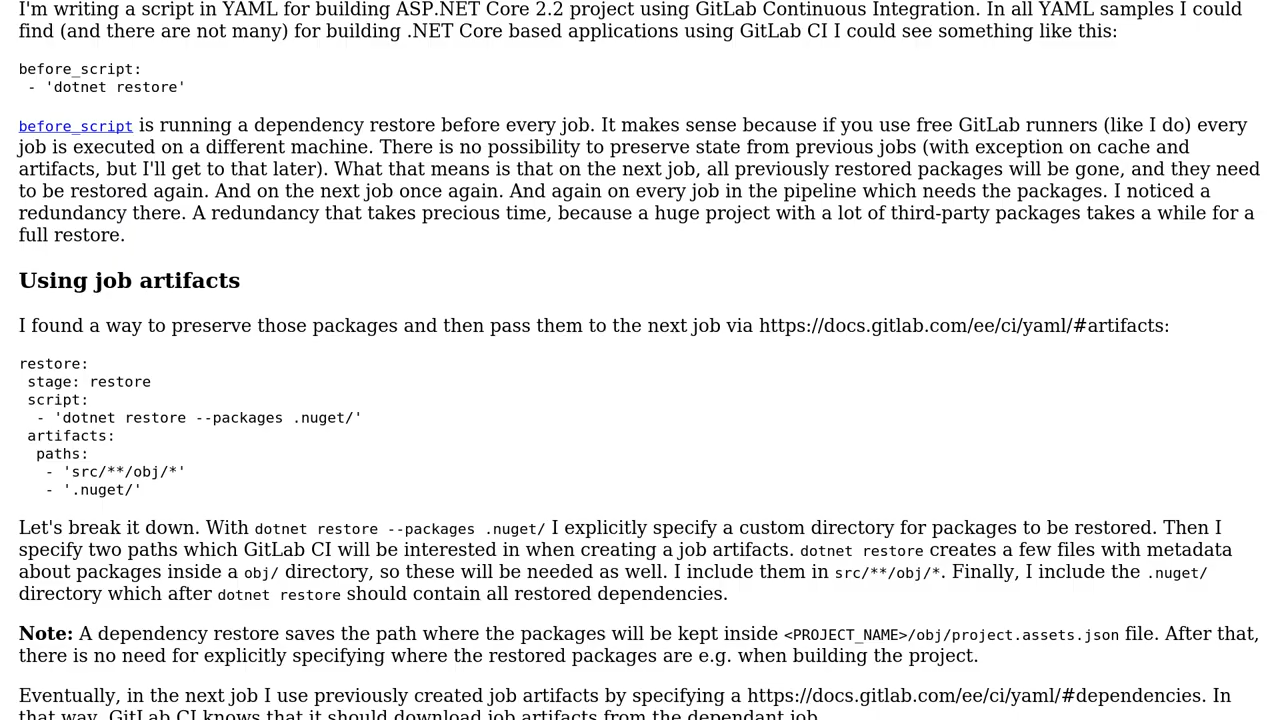 I'm writing a script in YAML for building ASP.NET Core 2.2 project using GitLab Continuous Integration. In all YAML samples I could
find (and there are not many) for building .NET Core based applications using GitLab CI I could see something like this:
before_script:
 - 'dotnet restore'
before_script is running a dependency restore before every job. It makes sense because if you use free GitLab runners (like I do) every
job is executed on a different machine. There is no possibility to preserve state from previous jobs (with exception on cache and
artifacts, but I'll get to that later). What that means is that on the next job, all previously restored packages will be gone, and they need
to be restored again. And on the next job once again. And again on every job in the pipeline which needs the packages. I noticed a
redundancy there. A redundancy that takes precious time, because a huge project with a lot of third-party packages takes a while for a
full restore.
Using job artifacts
I found a way to preserve those packages and then pass them to the next job via https://docs.gitlab.com/ee/ci/yaml/#artifacts:
restore:
 stage: restore
 script:
  - 'dotnet restore --packages .nuget/'
 artifacts:
  paths:
   - 'src/**/obj/*'
   - '.nuget/'
Let's break it down. With dotnet restore --packages .nuget/ I explicitly specify a custom directory for packages to be restored. Then I
specify two paths which GitLab CI will be interested in when creating a job artifacts. dotnet restore creates a few files with metadata
about packages inside a obj/ directory, so these will be needed as well. I include them in src/**/obj/*. Finally, I include the .nuget/
directory which after dotnet restore should contain all restored dependencies.
Note: A dependency restore saves the path where the packages will be kept inside <PROJECT_NAME>/obj/project.assets.json file. After that,
there is no need for explicitly specifying where the restored packages are e.g. when building the project.
Eventually, in the next job I use previously created job artifacts by specifying a https://docs.gitlab.com/ee/ci/yaml/#dependencies. In
that way, GitLab CI knows that it should download job artifacts from the dependant job.